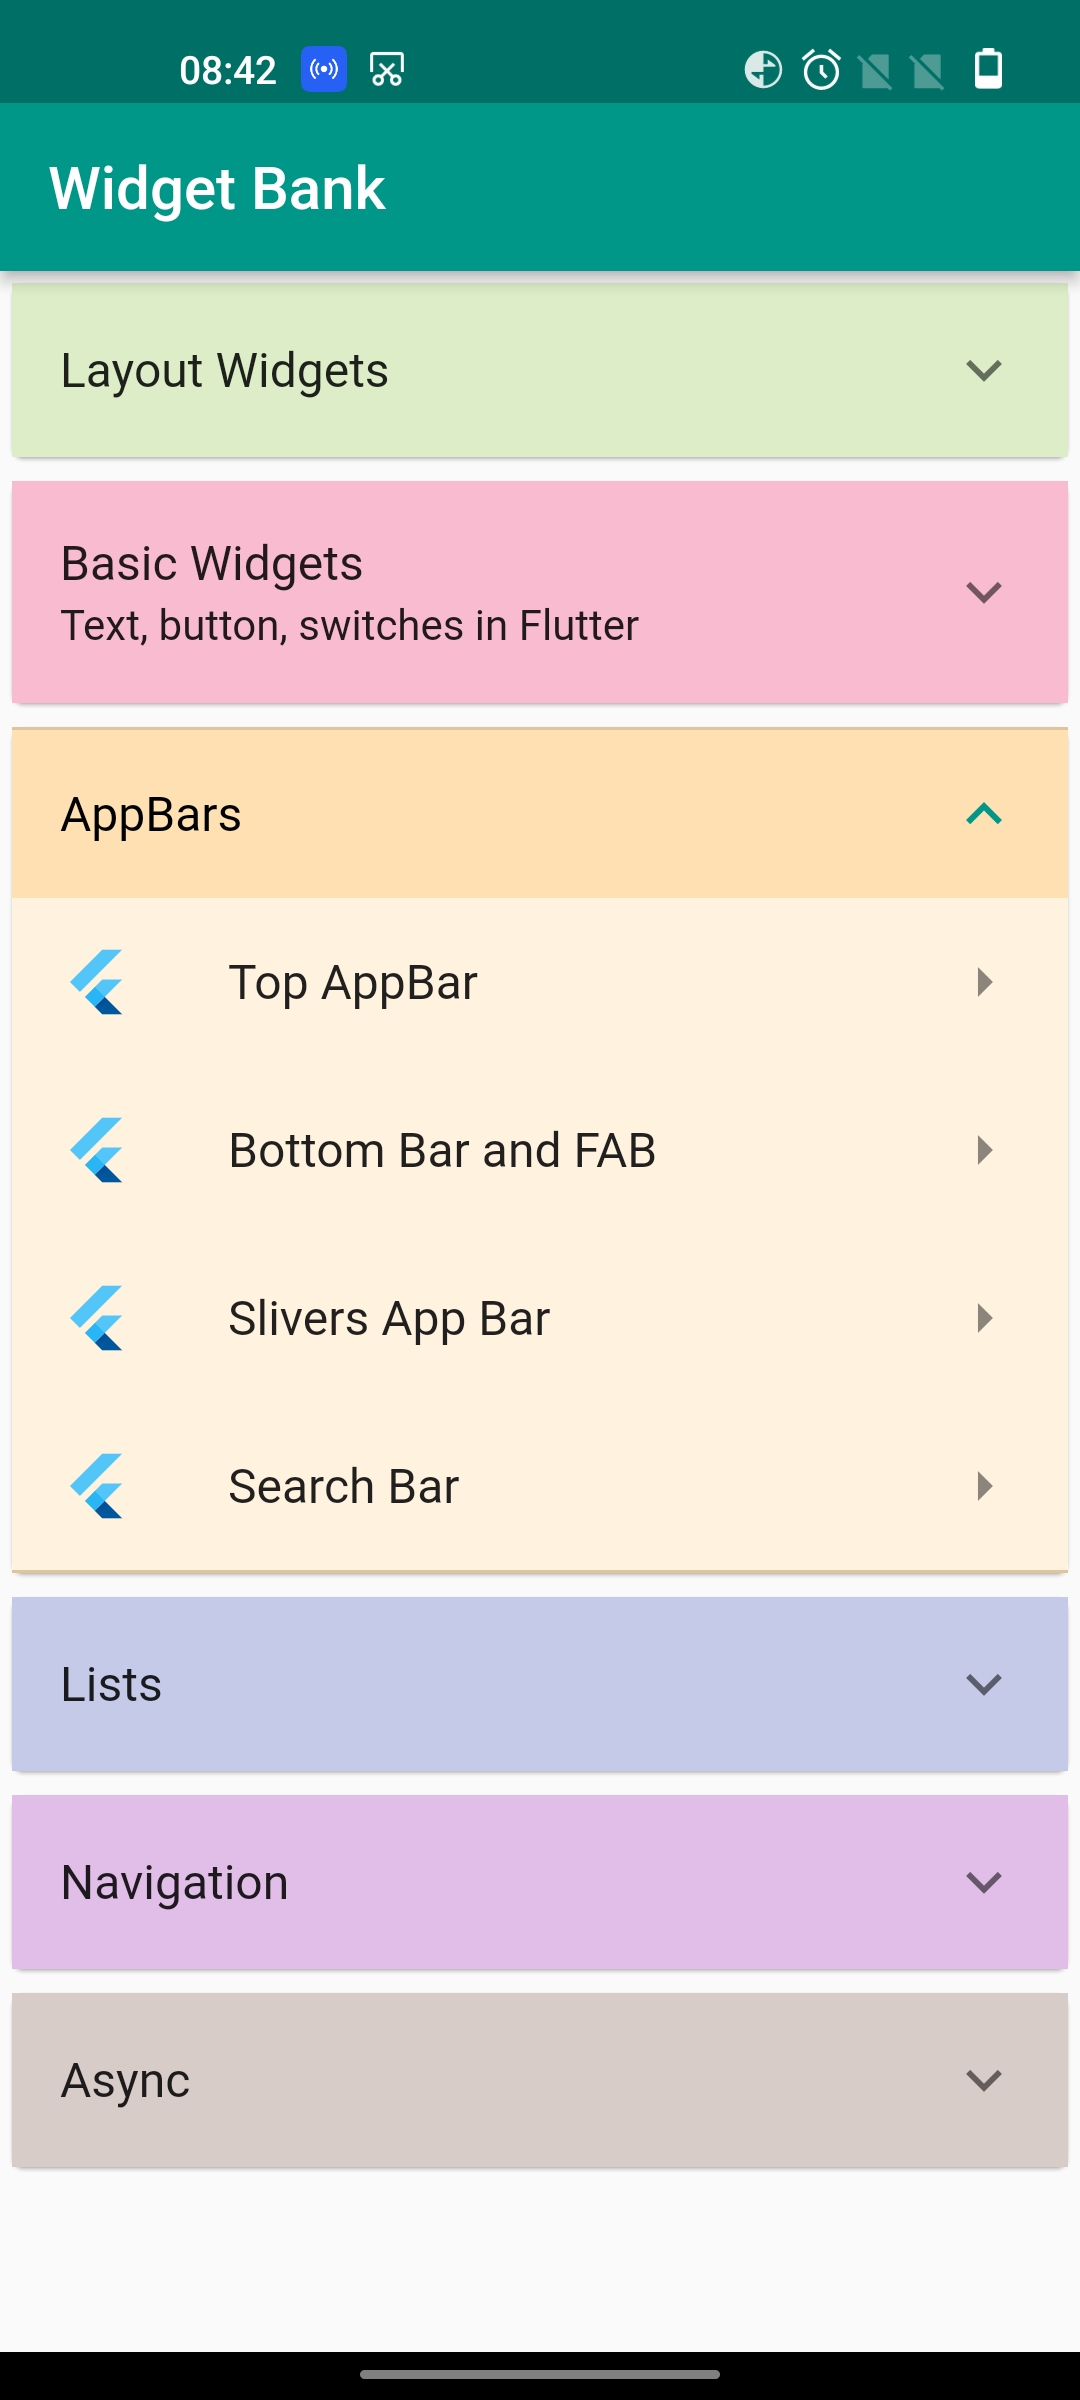 08:42
Widget Bank
Layout Widgets
Basic Widgets
Text, button, switches in Flutter
AppBars
Top AppBar
Bottom Bar and FAB
Slivers App Bar
Search Bar
Lists
Navigation
Async